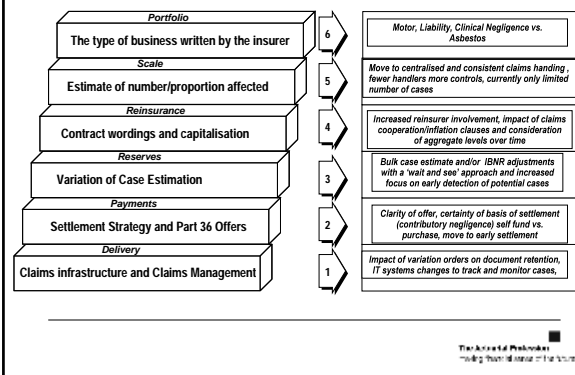 Portfolio
The type of business written by the insurer
6
Motor, Liability, Clinical Negligence vs.
Asbestos
Scale
Estimate of number/proportion affected
5
Move to centralised and consistent claims handing ,
fewer handlers more controls, currently only limited
number of cases
Reinsurance
Contract wordings and capitalisation
4
Increased reinsurer involvement, impact of claims
cooperation/inflation clauses and consideration
of aggregate levels over time
Reserves
Variation of Case Estimation
3
Bulk case estimate and/or IBNR adjustments
with a 'wait and see' approach and increased
focus on early detection of potential cases
Payments
Settlement Strategy and Part 36 Offers
2
Clarity of offer, certainty of basis of settlement
(contributory negligence) self fund vs.
purchase, move to early settlement
Delivery
Claims infrastructure and Claims Management
1
Impact of variation orders on document retention,
IT systems changes to track and monitor cases,
The Actuarial Profession
making financial sense of the future